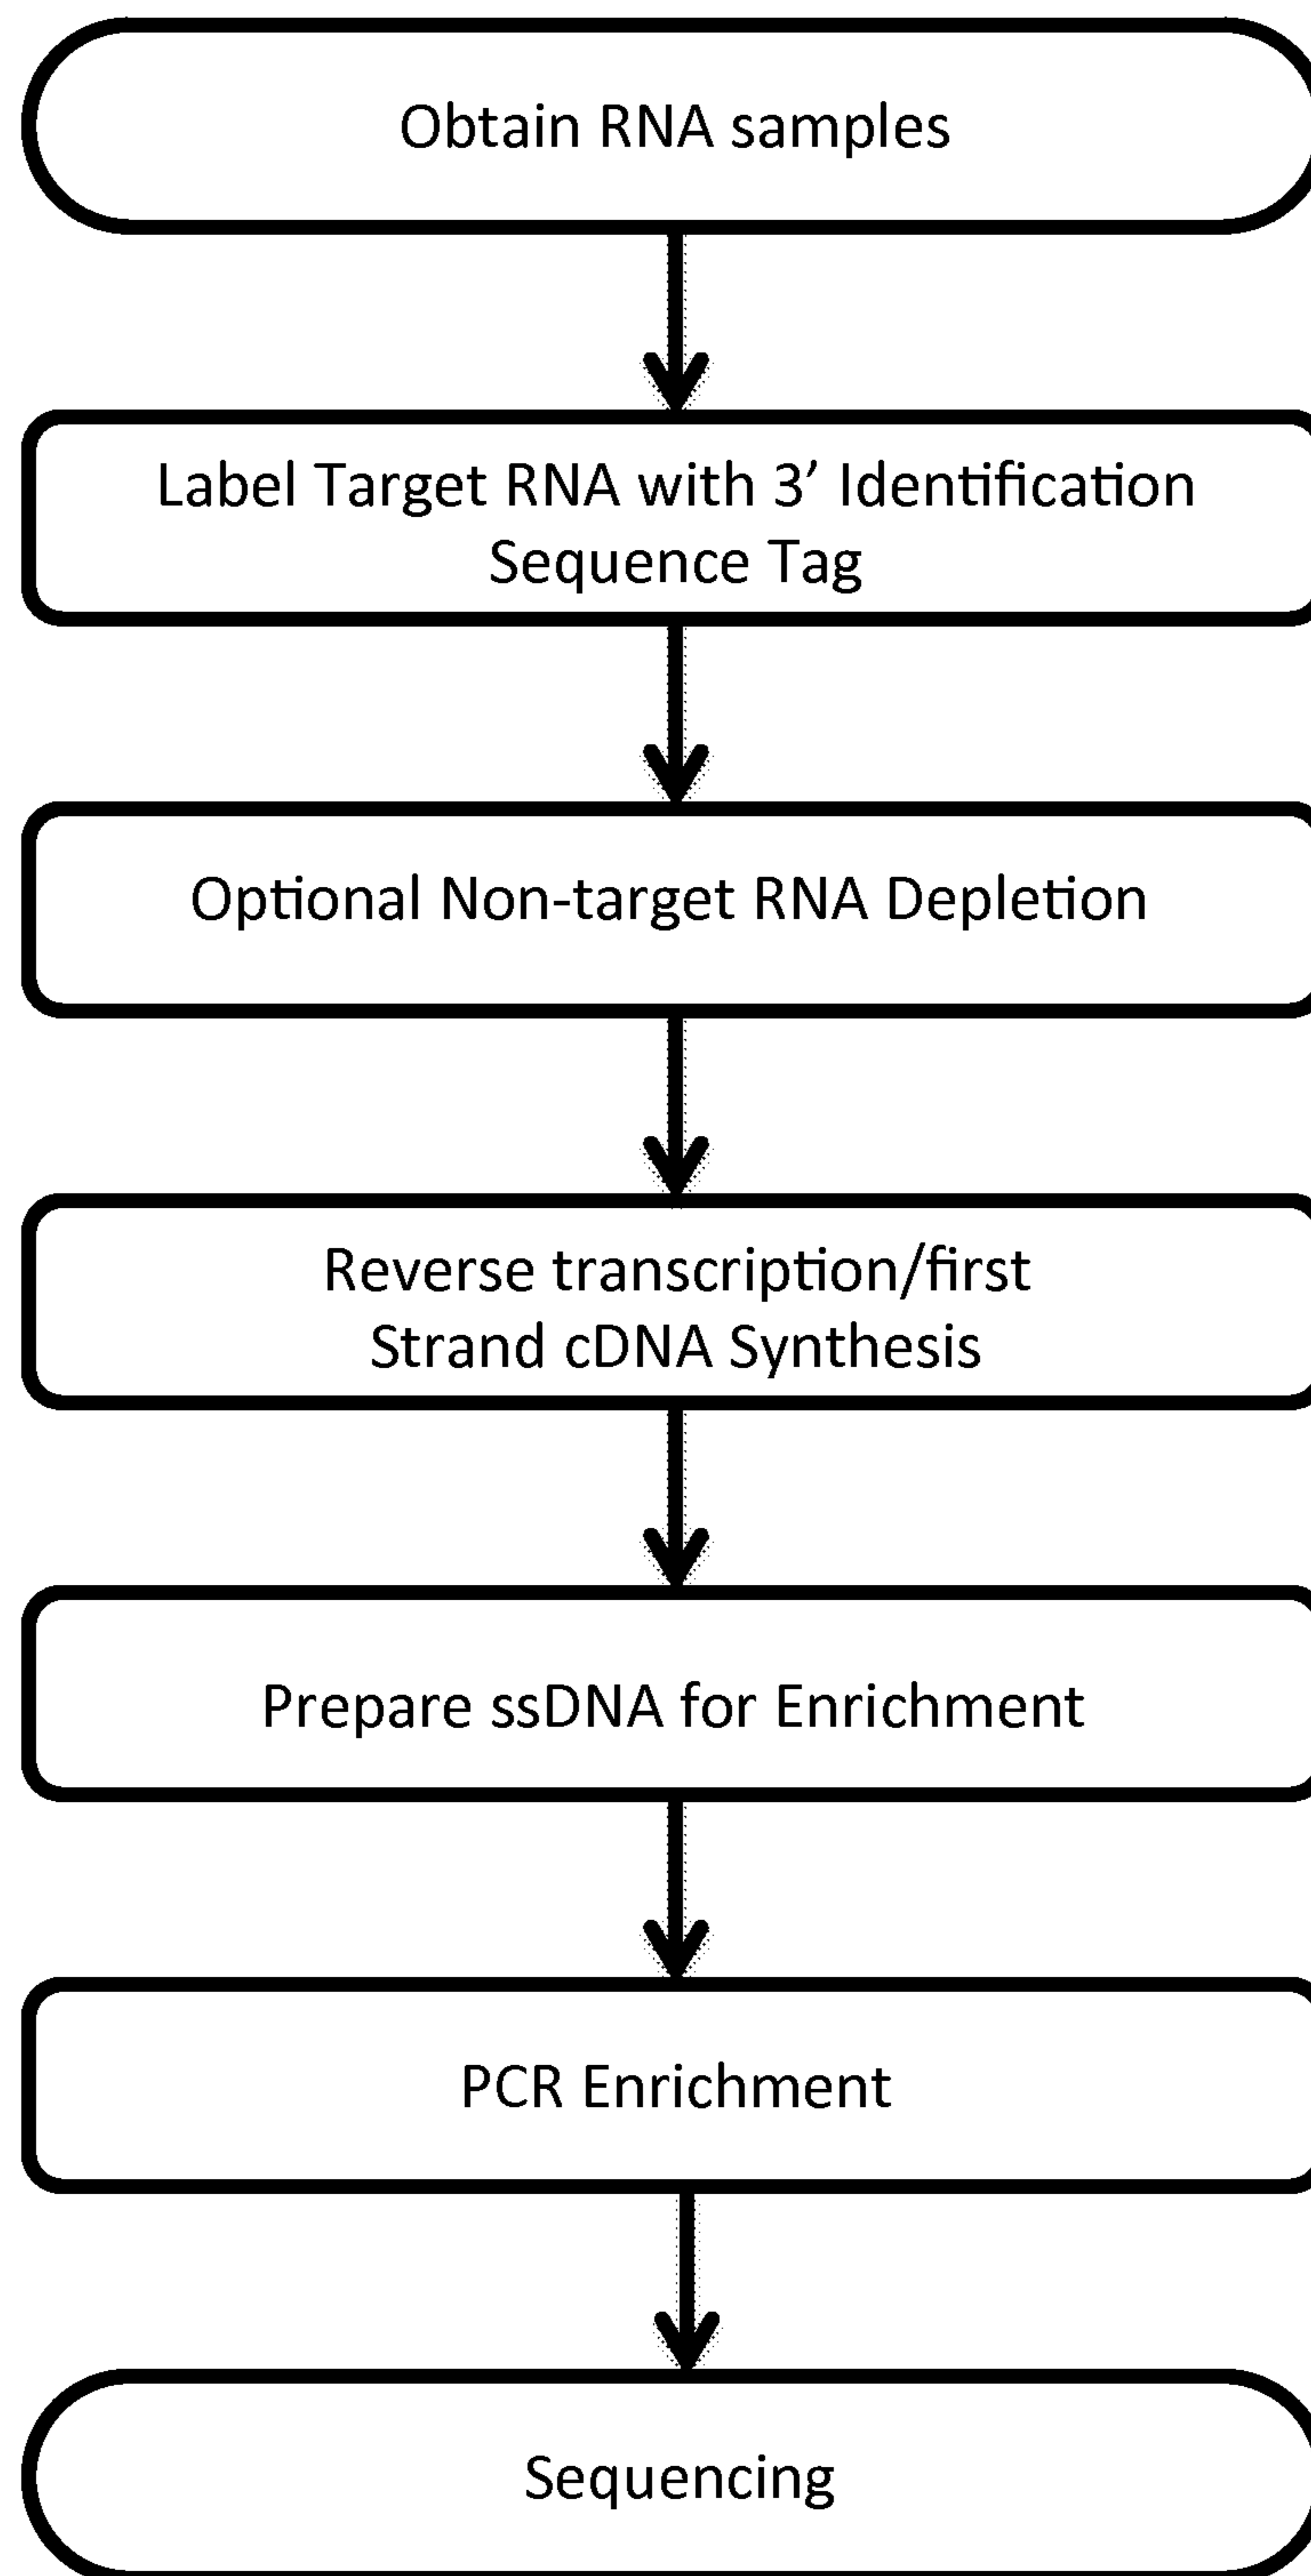 Obtain RNA samples
Label Target RNA with 3’ Identification
Sequence Tag
Optional Non-target RNA Depletion
Reverse transcription/first
Strand cDNA Synthesis
Prepare ssDNA for Enrichment
PCR Enrichment
Sequencing